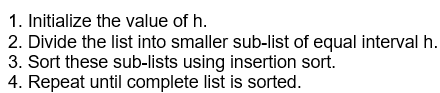 1. Initialize the value of h.
2. Divide the list into smaller sub-list of equal interval h.
3. Sort these sub-lists using insertion sort.
4. Repeat until complete list is sorted.